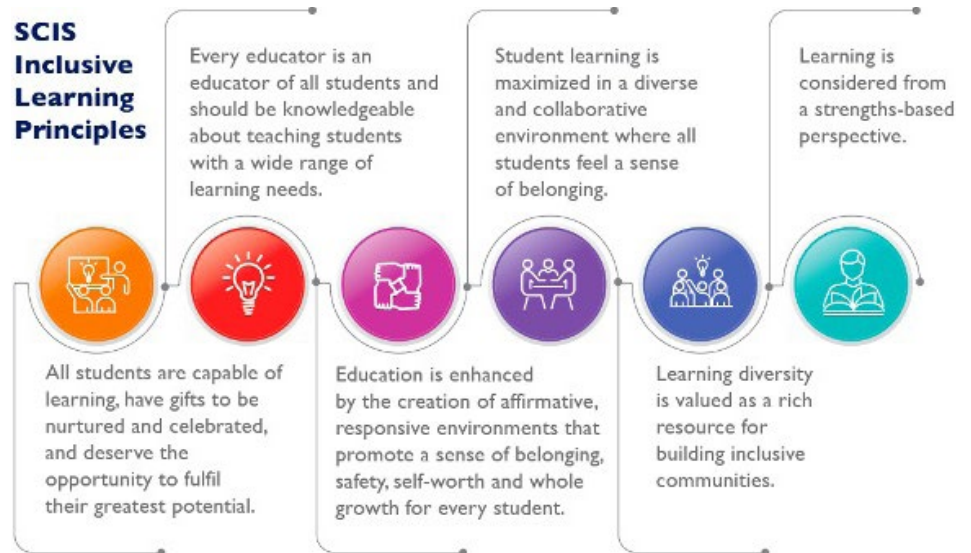 SCIS
Inclusive
Learning
Principles
Every educator is an
educator of all students and
should be knowledgeable
about teaching students
with a wide range of
learning needs.
Student learning is
maximized in a diverse
and collaborative
environment where all
students feel a sense
of belonging.
Learning is
considered from
a strengths-based
perspective.
All students are capable of
learning, have gifts to be
nurtured and celebrated,
and deserve the
opportunity to fulfil
their greatest potential.
Education is enhanced
by the creation of affirmative,
responsive environments that
promote a sense of belonging,
safety, self-worth and whole
growth for every student.
Learning diversity
is valued as a rich
resource for
building inclusive
communities.